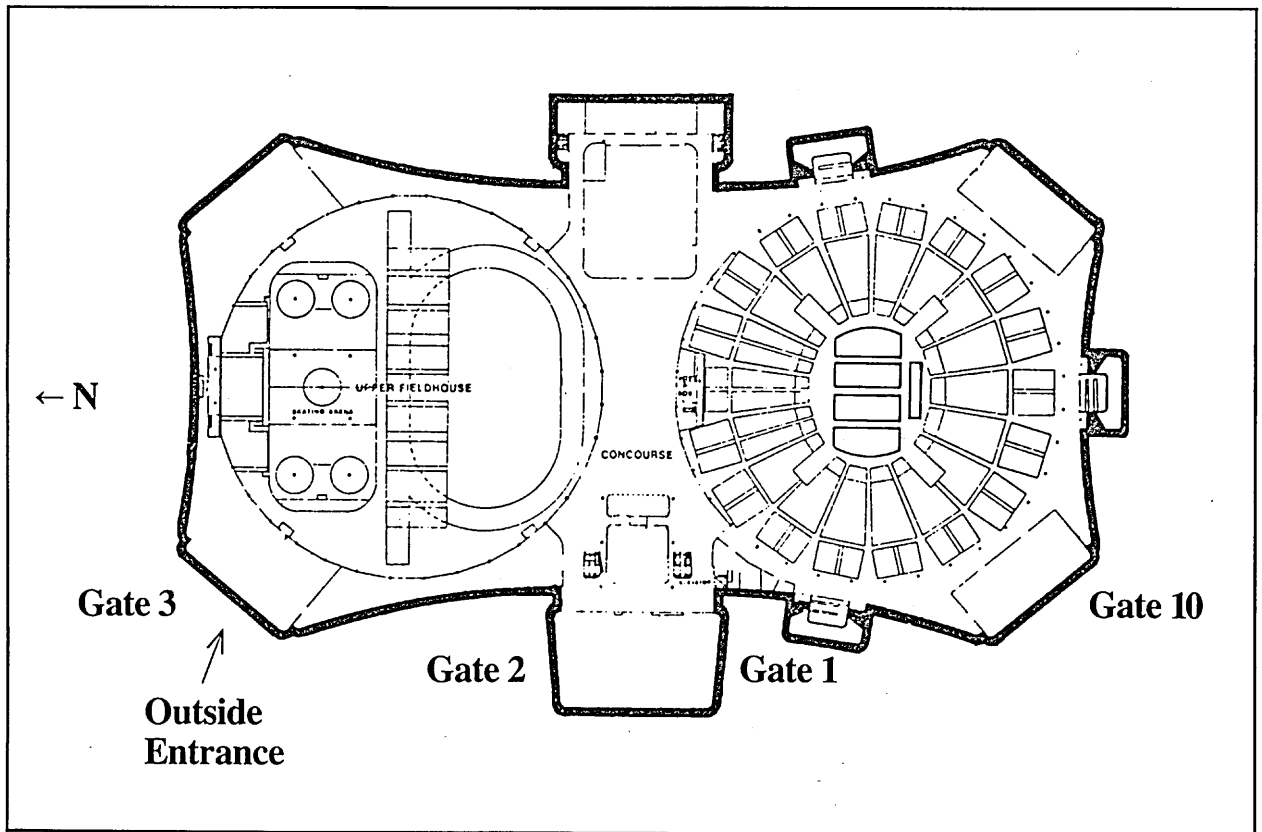 ← N
UPPER FIELDHOUSE
SKATING ARENA
CONCOURSE
Gate 3
Gate 10
Gate 2
Gate 1
Outside
Entrance